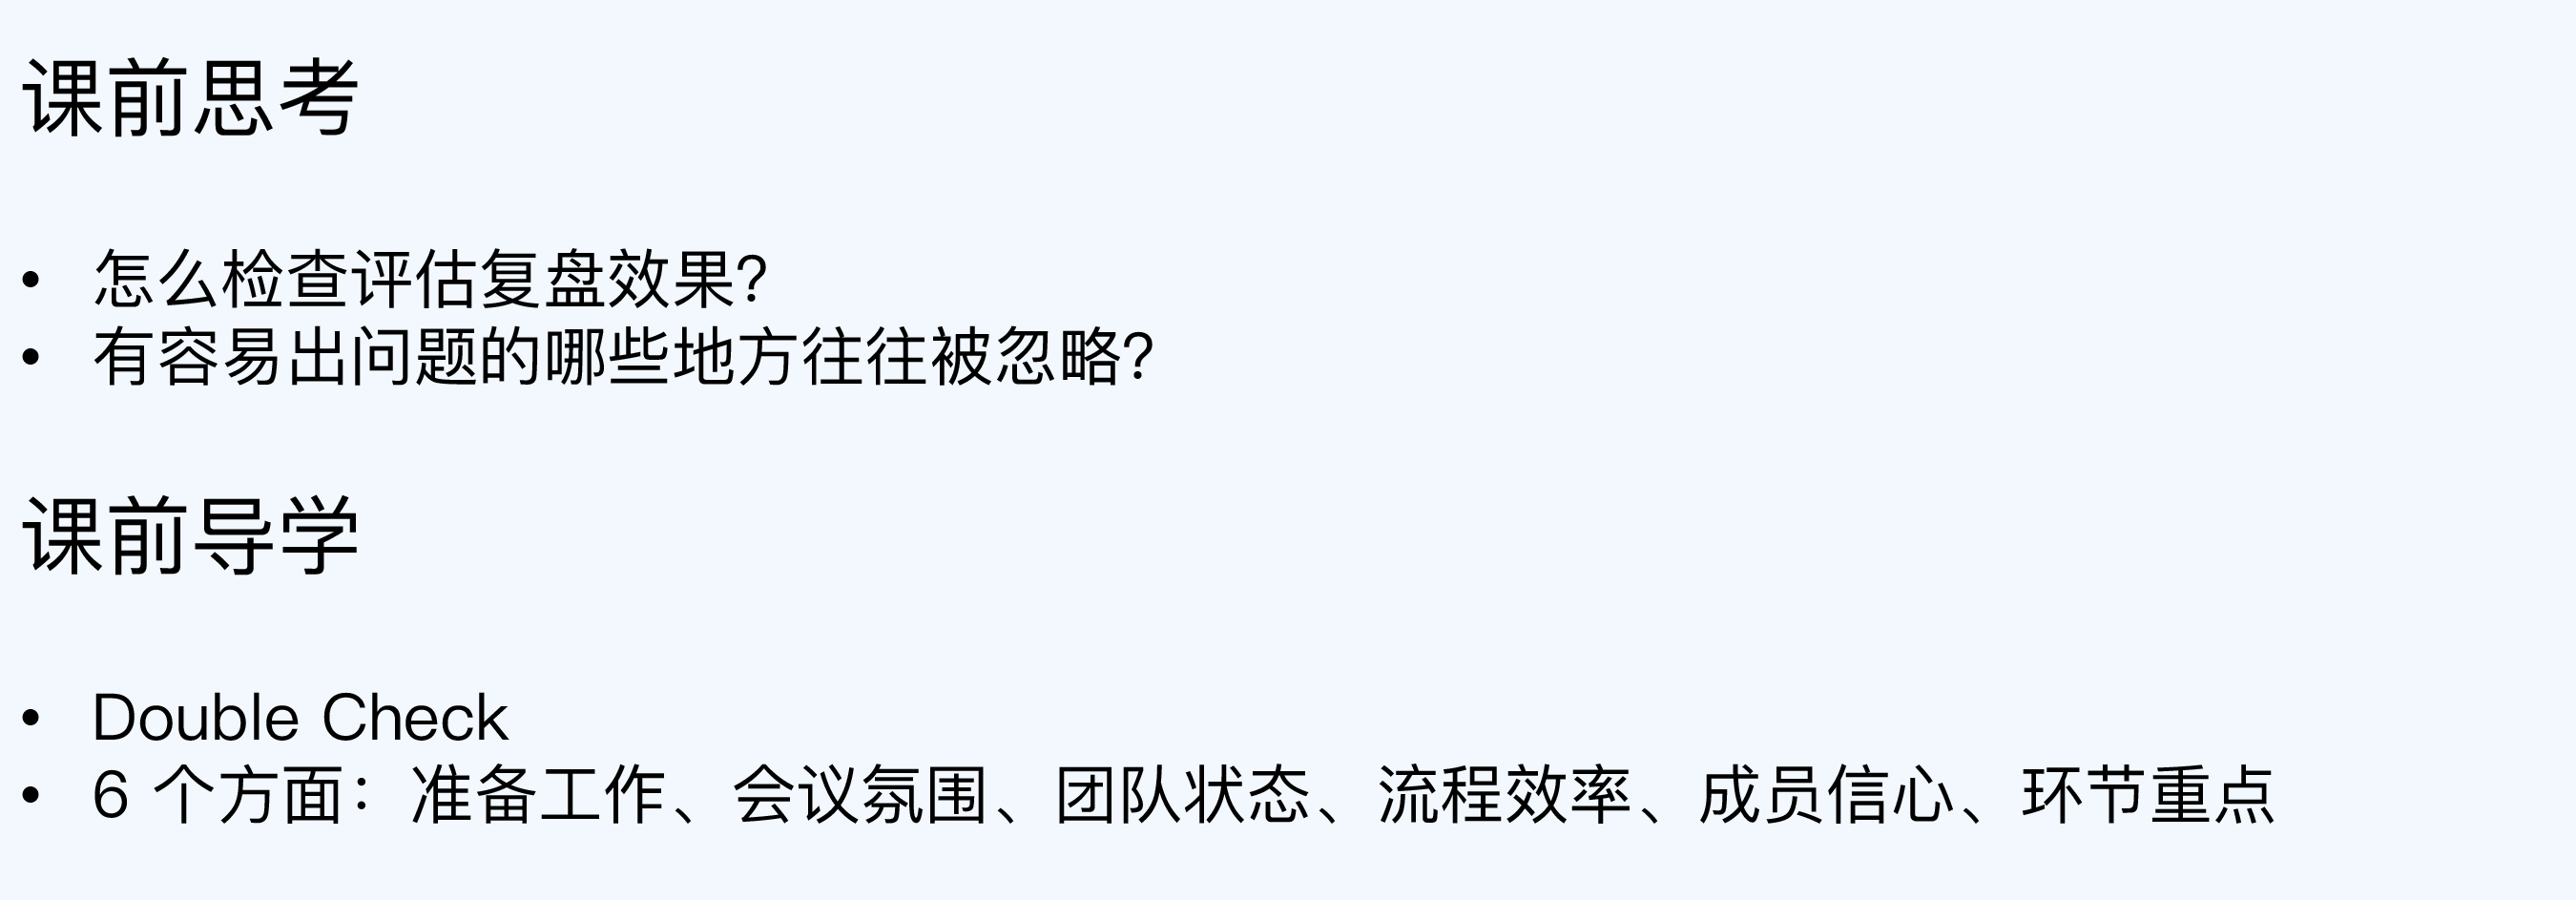 课前思考
• 怎么检查评估复盘效果?
• 有容易出问题的哪些地方往往被忽略?
课前导学
• Double Check
• 6 个方面：准备工作、会议氛围、团队状态、流程效率、成员信心、环节重点